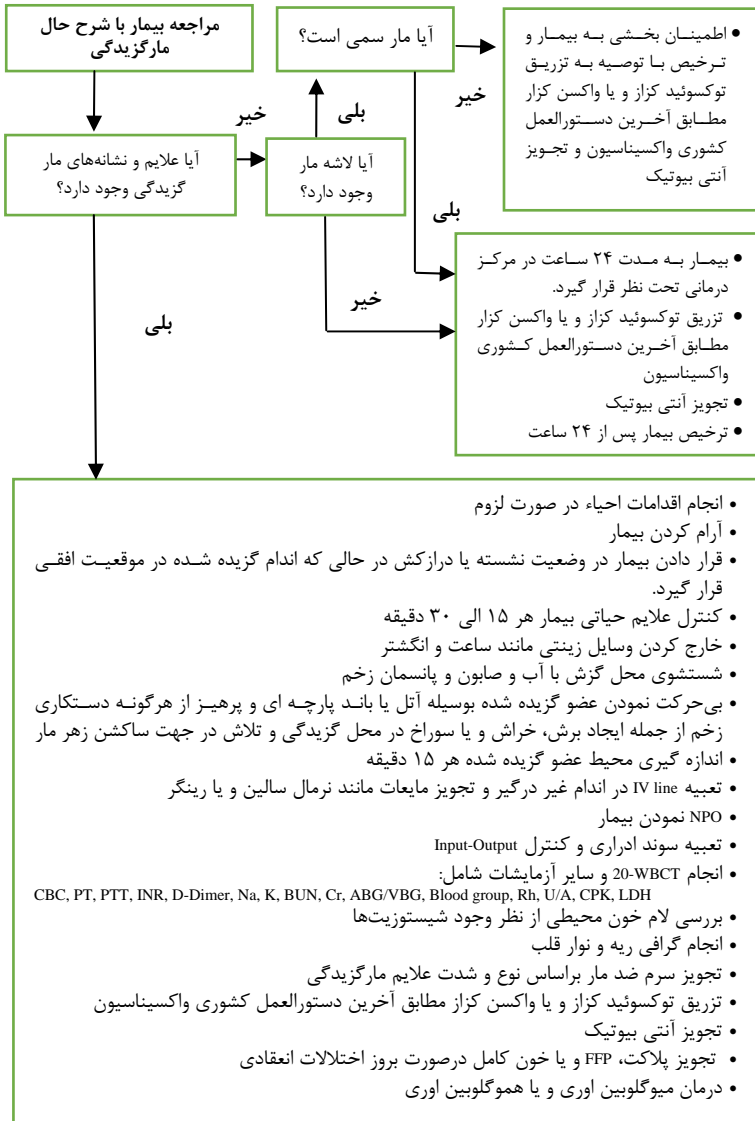 مراجعه بیمار با شرح حال
مارگزیدگی
آیا مار سمی است؟
• اطمینان بخشی به بیمار و
ترخیص با توصیه به تزریق
توکسوئید کزاز و یا واکسن کزار
مطابق آخرین دستورالعمل
کشوری واکسیناسیون و تجویز
آنتی بیوتیک
خیر
بلی
خیر
آیا علایم و نشانه‌های مار
گزیدگی وجود دارد؟
آیا لاشه مار
وجود دارد؟
بلی
• بیمار به مدت ۲۴ ساعت در مرکز
درمانی تحت نظر قرار گیرد.
• تزریق توکسوئید کزاز و یا واکسن کزار
مطابق آخرین دستورالعمل کشوری
واکسیناسیون
• تجویز آنتی بیوتیک
• ترخیص بیمار پس از ۲۴ ساعت
خیر
بلی
• انجام اقدامات احیاء در صورت لزوم
• آرام کردن بیمار
• قرار دادن بیمار در وضعیت نشسته یا درازکش در حالی که اندام گزیده شده در موقعیت افقی
قرار گیرد.
• کنترل علایم حیاتی بیمار هر ۱۵ الی ۳۰ دقیقه
• خارج کردن وسایل زینتی مانند ساعت و انگشتر
• شستشوی محل گزش با آب و صابون و پانسمان زخم
• بی‌حرکت نمودن عضو گزیده شده بوسیله آتل یا باند پارچه ای و پرهیز از هرگونه دستکاری
زخم از جمله ایجاد برش، خراش و یا سوراخ در محل گزیدگی و تلاش در جهت ساکشن زهر مار
• اندازه گیری محیط عضو گزیده شده هر ۱۵ دقیقه
• تعبیه IV line در اندام غیر درگیر و تجویز مایعات مانند نرمال سالین و یا رینگر
• NPO نمودن بیمار
• تعبیه سوند ادراری و کنترل Input-Output
• انجام 20-WBCT و سایر آزمایشات شامل:
CBC, PT, PTT, INR, D-Dimer, Na, K, BUN, Cr, ABG/VBG, Blood group, Rh, U/A, CPK, LDH
• بررسی لام خون محیطی از نظر وجود شیستوزیت‌ها
• انجام گرافی ریه و نوار قلب
• تجویز سرم ضد مار براساس نوع و شدت علایم مارگزیدگی
• تزریق توکسوئید کزاز و یا واکسن کزاز مطابق آخرین دستورالعمل کشوری واکسیناسیون
• تجویز آنتی بیوتیک
• تجویز پلاکت، FFP و یا خون کامل درصورت بروز اختلالات انعقادی
• درمان میوگلوبین اوری و یا هموگلوبین اوری